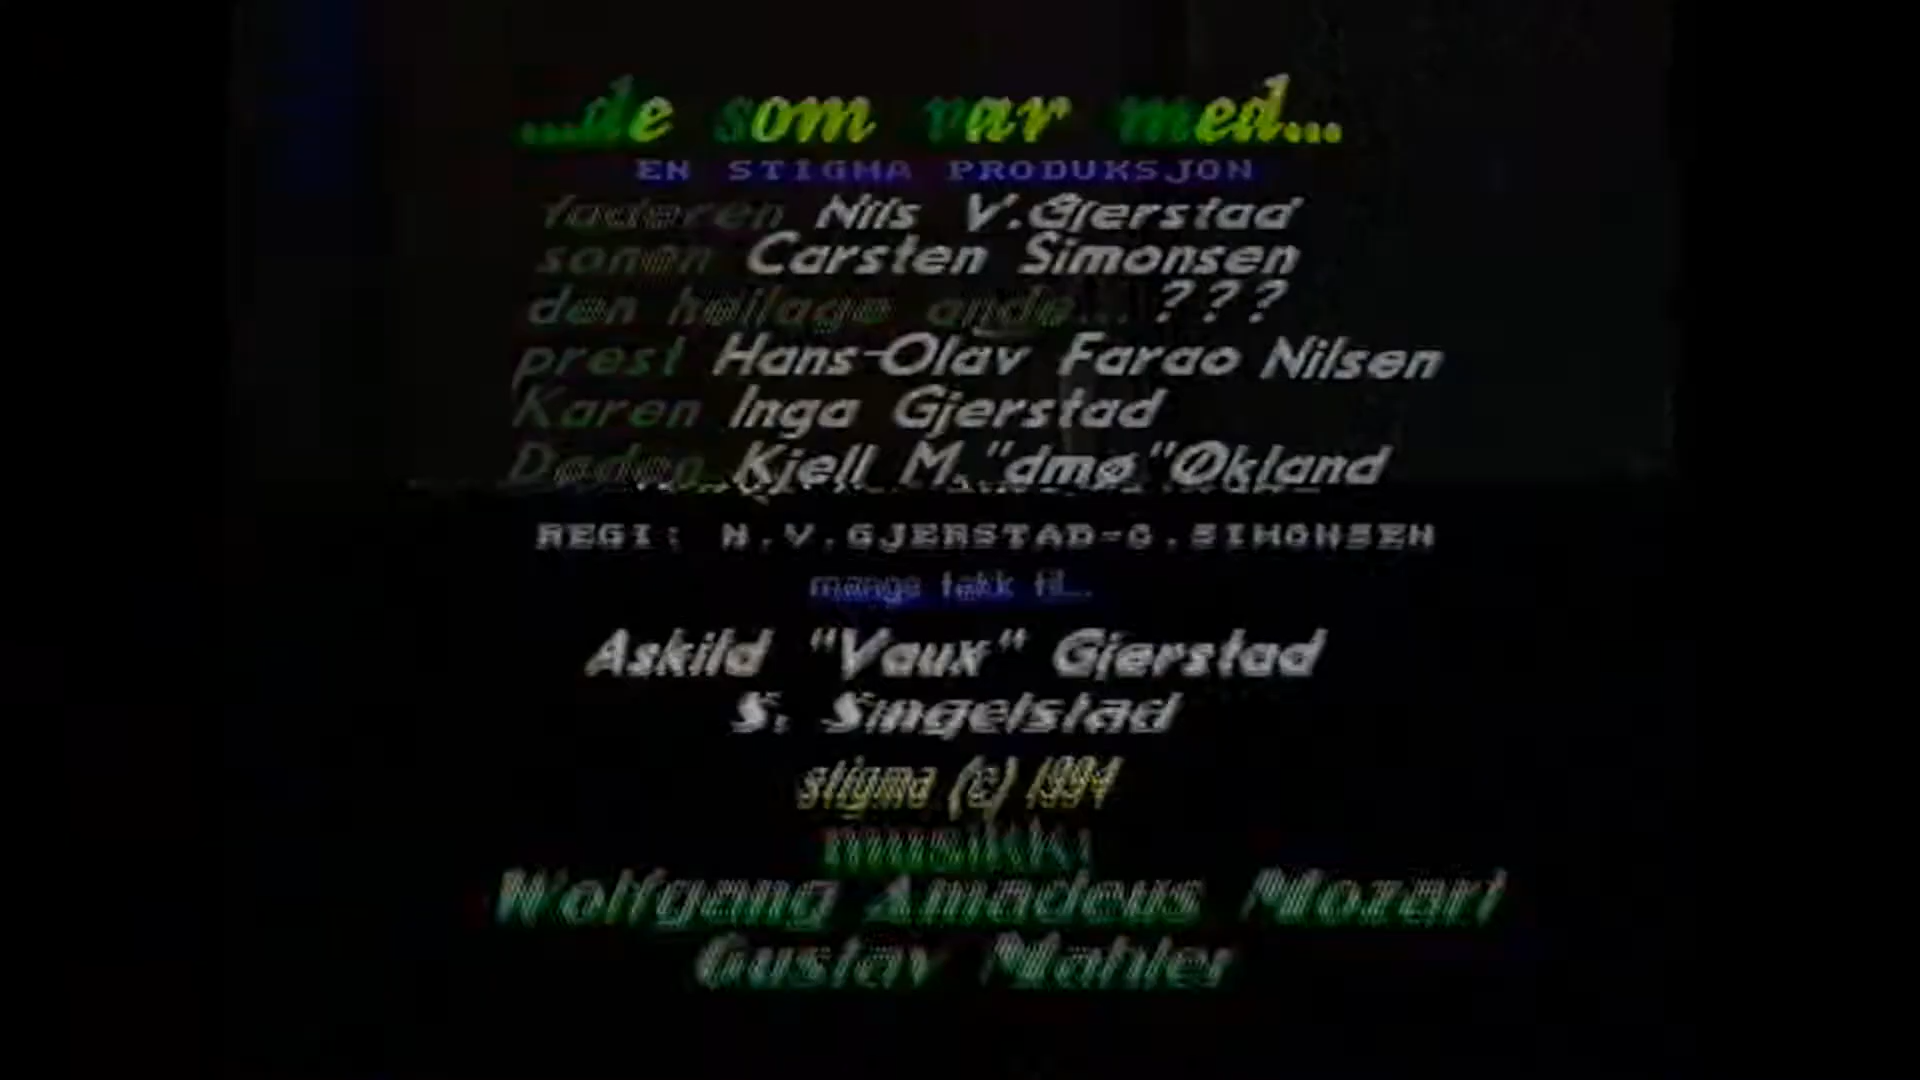 ...de som var med...
EN STIGMA PRODUKSJON
faderen Nils V.Gjerstad
sønen Carsten Simonsen
den heilage ande... ???
prest Hans-Olav Farao Nilsen
Karen Inga Gjerstad
Døden Kjell M."dmø"Økland
REGI: N.V.GJERSTAD-C.SIMONSEN
mange takk til...
Askild "Vaux" Gjerstad
S. Singelstad
stigma (c) 1994
musikk:
Wolfgang Amadeus Mozart
Gustav Mahler